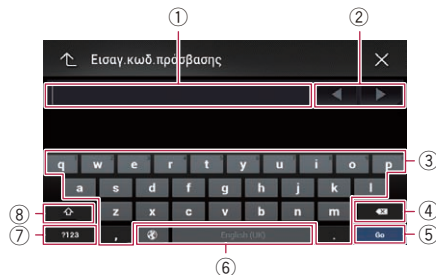 ① ②
Εισαγ.κωδ.πρόσβασης
q w e r t y u i o p ③
a s d f g h j k l
⑧ z x c v b n m ④
⑦ ?123 , English (UK) . Go ⑤
⑥